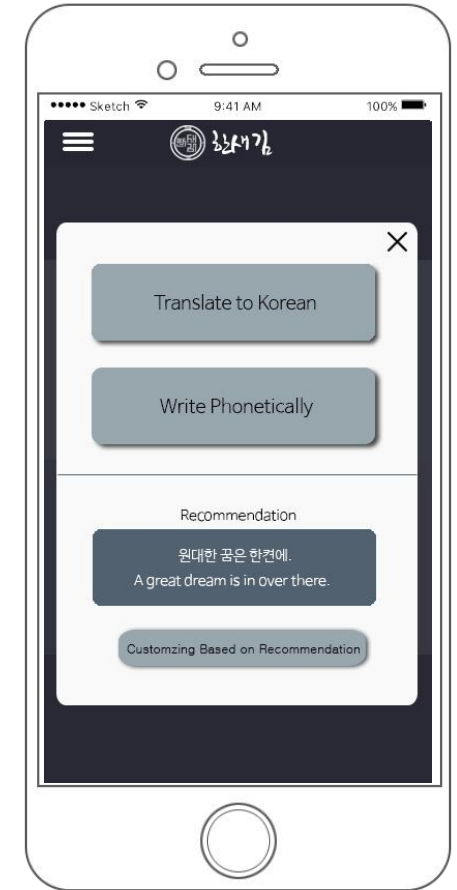 Sketch
9:41 AM
100%
한새김
Translate to Korean
Write Phonetically
Recommendation
원대한 꿈은 한켠에.
A great dream is in over there.
Customzing Based on Recommendation